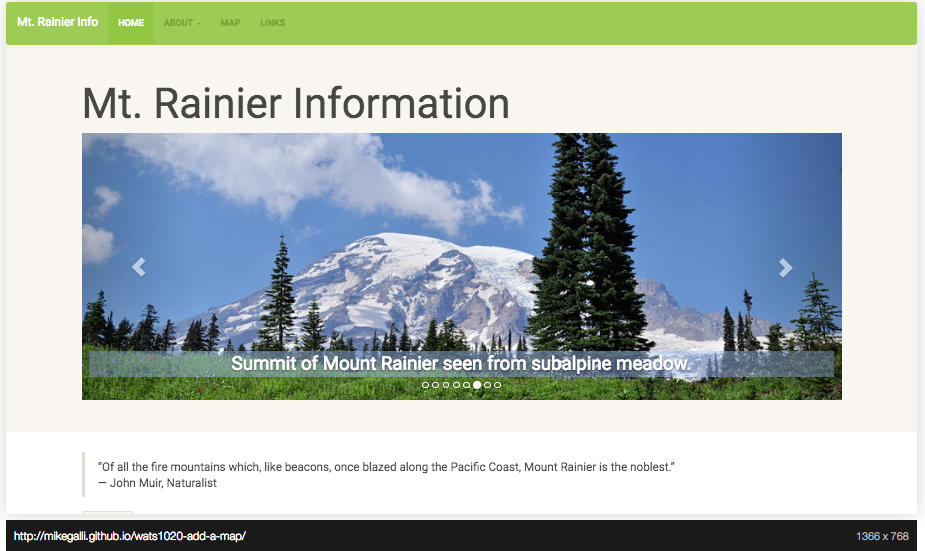 Mt. Rainier Info HOME ABOUT MAP LINKS
Mt. Rainier Information
Summit of Mount Rainier seen from subalpine meadow.
“Of all the fire mountains which, like beacons, once blazed along the Pacific Coast, Mount Rainier is the noblest.”
— John Muir, Naturalist
http://mikegalli.github.io/wats1020-add-a-map/ 1366 x 768